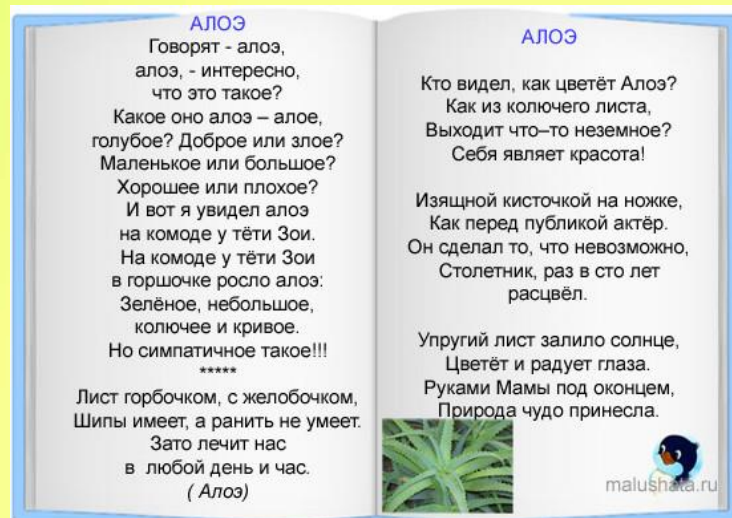 АЛОЭ
Говорят - алоэ,
алоэ, - интересно,
что это такое?
Какое оно алоэ – алое,
голубое? Доброе или злое?
Маленькое или большое?
Хорошее или плохое?
И вот я увидел алоэ
на комоде у тёти Зои.
На комоде у тёти Зои
в горшочке росло алоэ:
Зелёное, небольшое,
колючее и кривое.
Но симпатичное такое!!!
*****
Лист горбочком, с желобочком,
Шипы имеет, а ранить не умеет.
Зато лечит нас
в любой день и час.
( Алоэ)
АЛОЭ
Кто видел, как цветёт Алоэ?
Как из колючего листа,
Выходит что–то неземное?
Себя являет красота!
Изящной кисточкой на ножке,
Как перед публикой актёр.
Он сделал то, что невозможно,
Столетник, раз в сто лет
расцвёл.
Упругий лист залило солнце,
Цветёт и радует глаза.
Руками Мамы под оконцем,
Природа чудо принесла.
malushata.ru